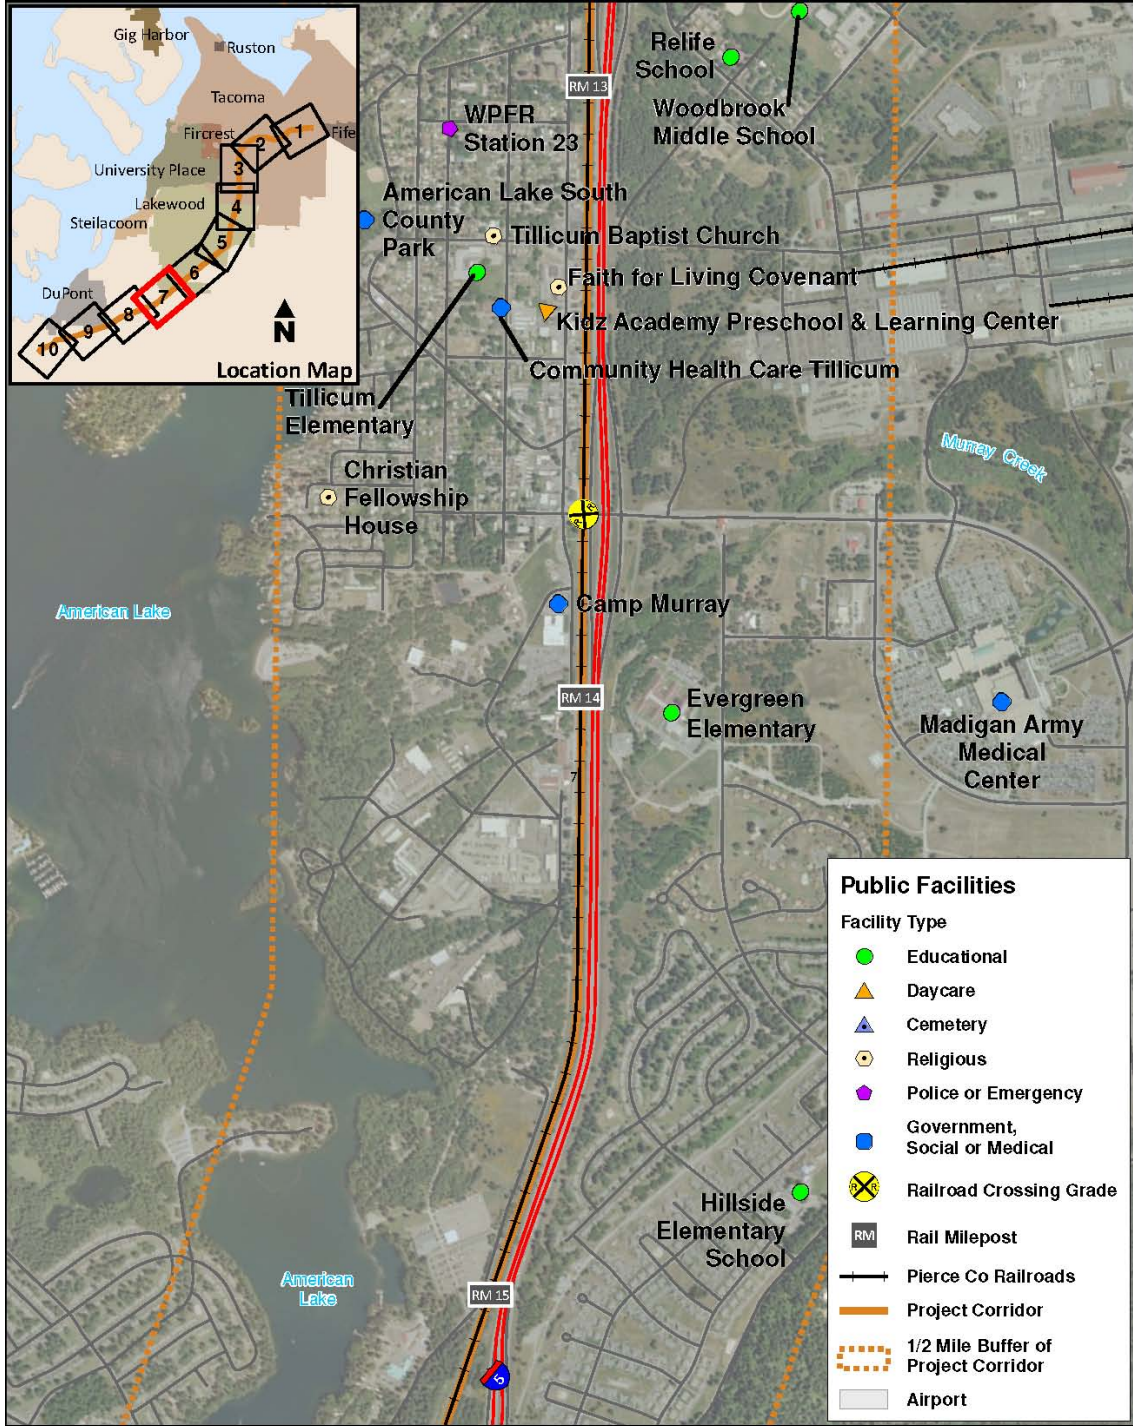 Gig Harbor
Ruston
Tacoma
Fircrest
Fife
University Place
Lakewood
Steilacoom
DuPont
1
2
3
4
5
6
7
8
9
10
N
Location Map
RM 13
Relife
School
Woodbrook
Middle School
WPFR
Station 23
American Lake South
County
Park
Tillicum Baptist Church
Faith for Living Covenant
Kidz Academy Preschool & Learning Center
Community Health Care Tillicum
Tillicum
Elementary
Murray Creek
Christian
Fellowship
House
R R
American Lake
Camp Murray
RM 14
Evergreen
Elementary
Madigan Army
Medical
Center
7
Hillside
Elementary
School
American
Lake
RM 15
5
Public Facilities
Facility Type
Educational
Daycare
Cemetery
Religious
Police or Emergency
Government,
Social or Medical
R R
Railroad Crossing Grade
RM
Rail Milepost
Pierce Co Railroads
Project Corridor
1/2 Mile Buffer of
Project Corridor
Airport